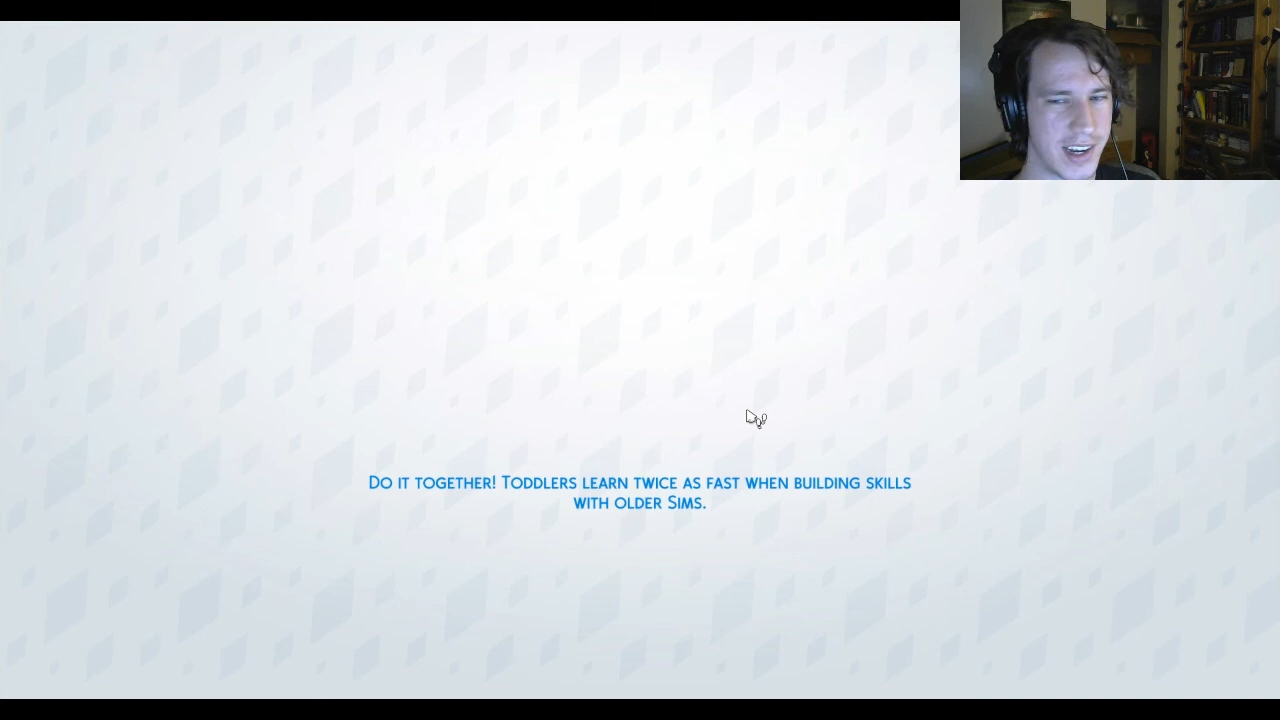 Do it together! Toddlers learn twice as fast when building skills
with older Sims.